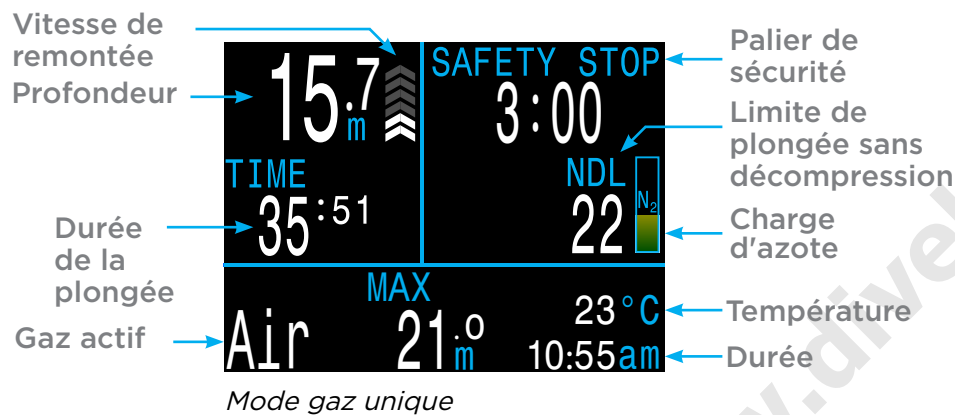 Vitesse de
remontée
Profondeur
Durée
de la
plongée
Gaz actif
15.7
m
TIME
35:51
SAFETY STOP
3:00
NDL
22
N2
MAX
Air
21.0
m
23°C
10:55am
Palier de
sécurité
Limite de
plongée sans
décompression
Charge
d'azote
Température
Durée
Mode gaz unique